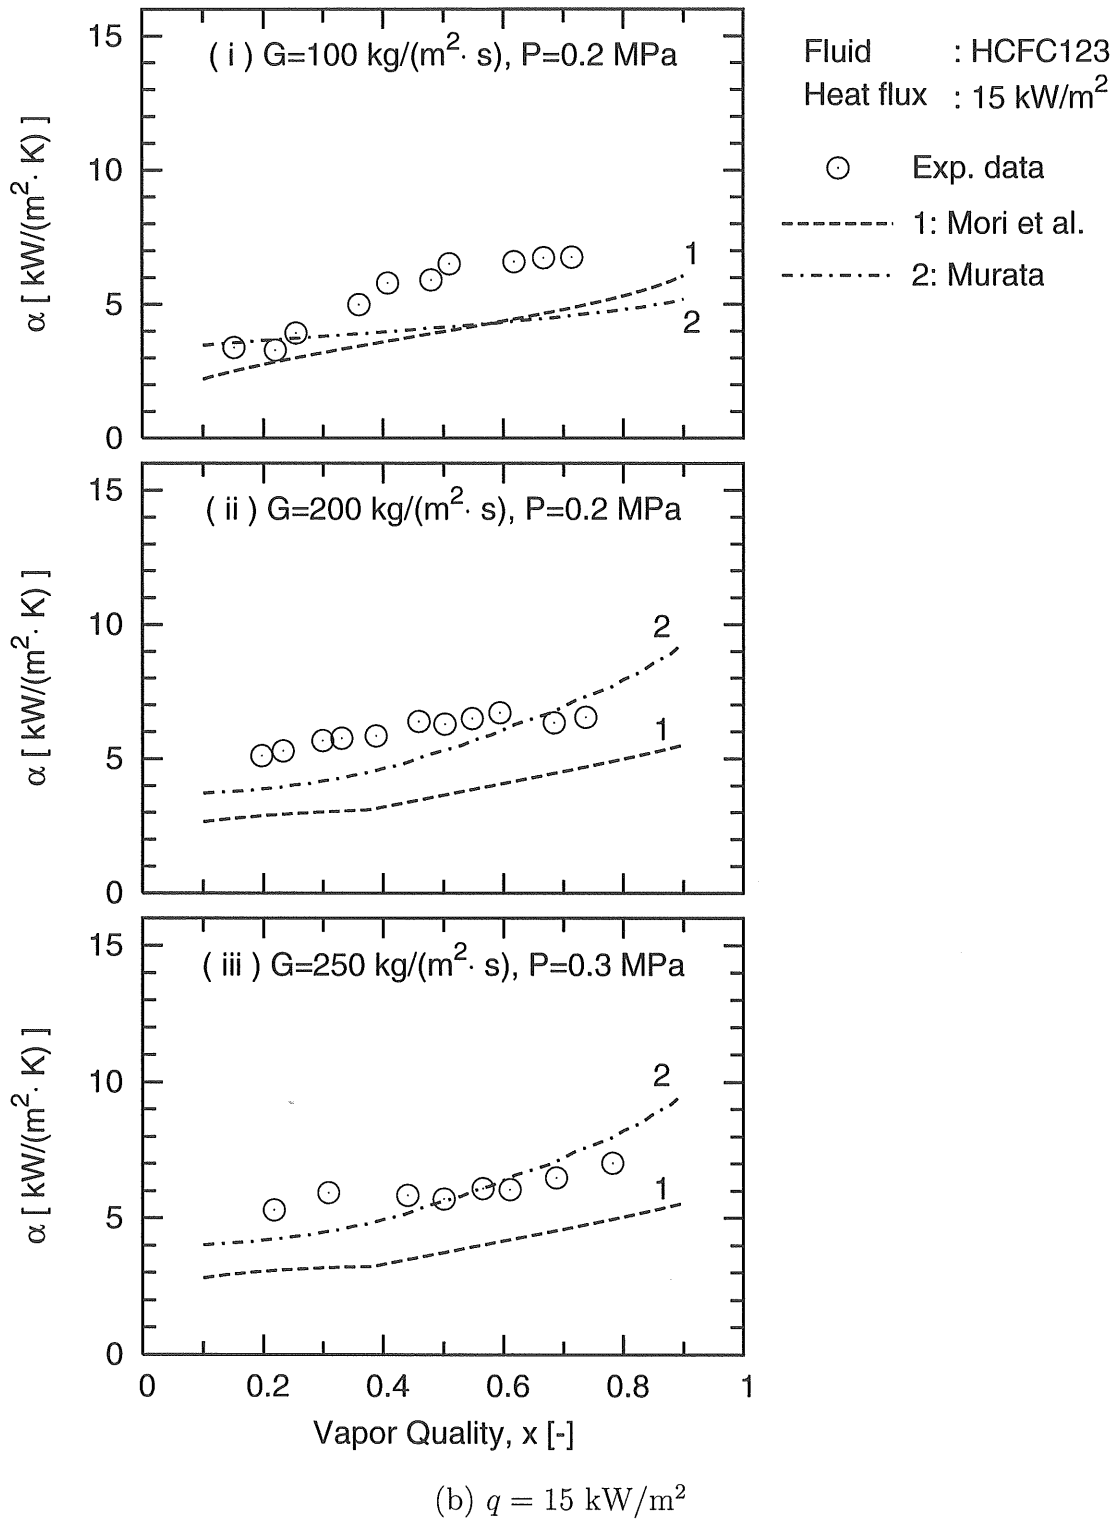 ( i ) G=100 kg/(m²· s), P=0.2 MPa
15
10
5
0
α [ kW/(m²· K) ]
1
2
Fluid : HCFC123
Heat flux : 15 kW/m²
Exp. data
1: Mori et al.
2: Murata
( ii ) G=200 kg/(m²· s), P=0.2 MPa
15
10
5
0
α [ kW/(m²· K) ]
2
1
( iii ) G=250 kg/(m²· s), P=0.3 MPa
15
10
5
0
α [ kW/(m²· K) ]
2
1
0 0.2 0.4 0.6 0.8 1
Vapor Quality, x [-]
(b) q = 15 kW/m²